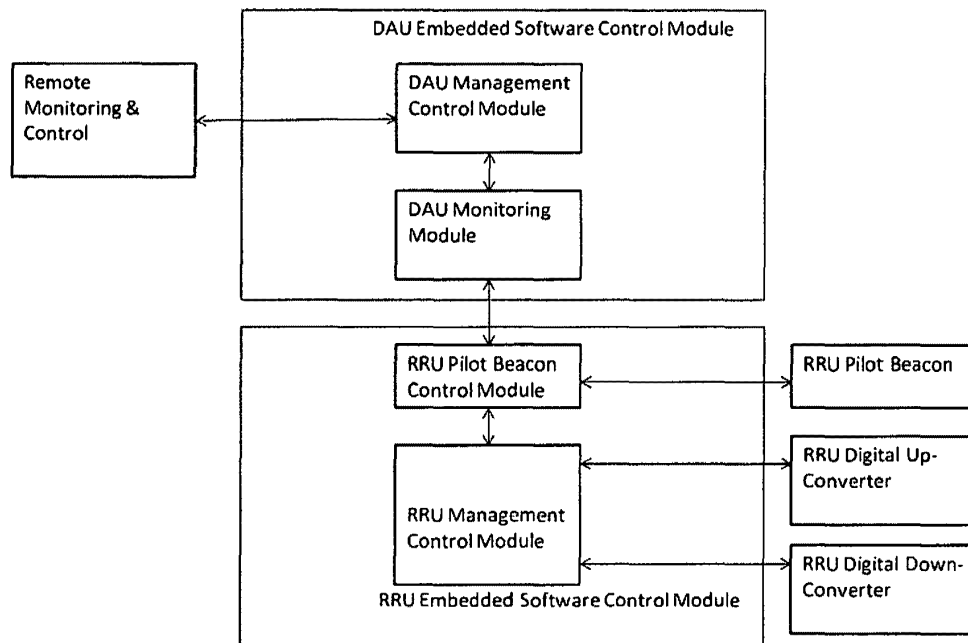 DAU Embedded Software Control Module
Remote
Monitoring &
Control
DAU Management
Control Module
DAU Monitoring
Module
RRU Pilot Beacon
Control Module
RRU Pilot Beacon
RRU Digital Up-
Converter
RRU Management
Control Module
RRU Digital Down-
Converter
RRU Embedded Software Control Module